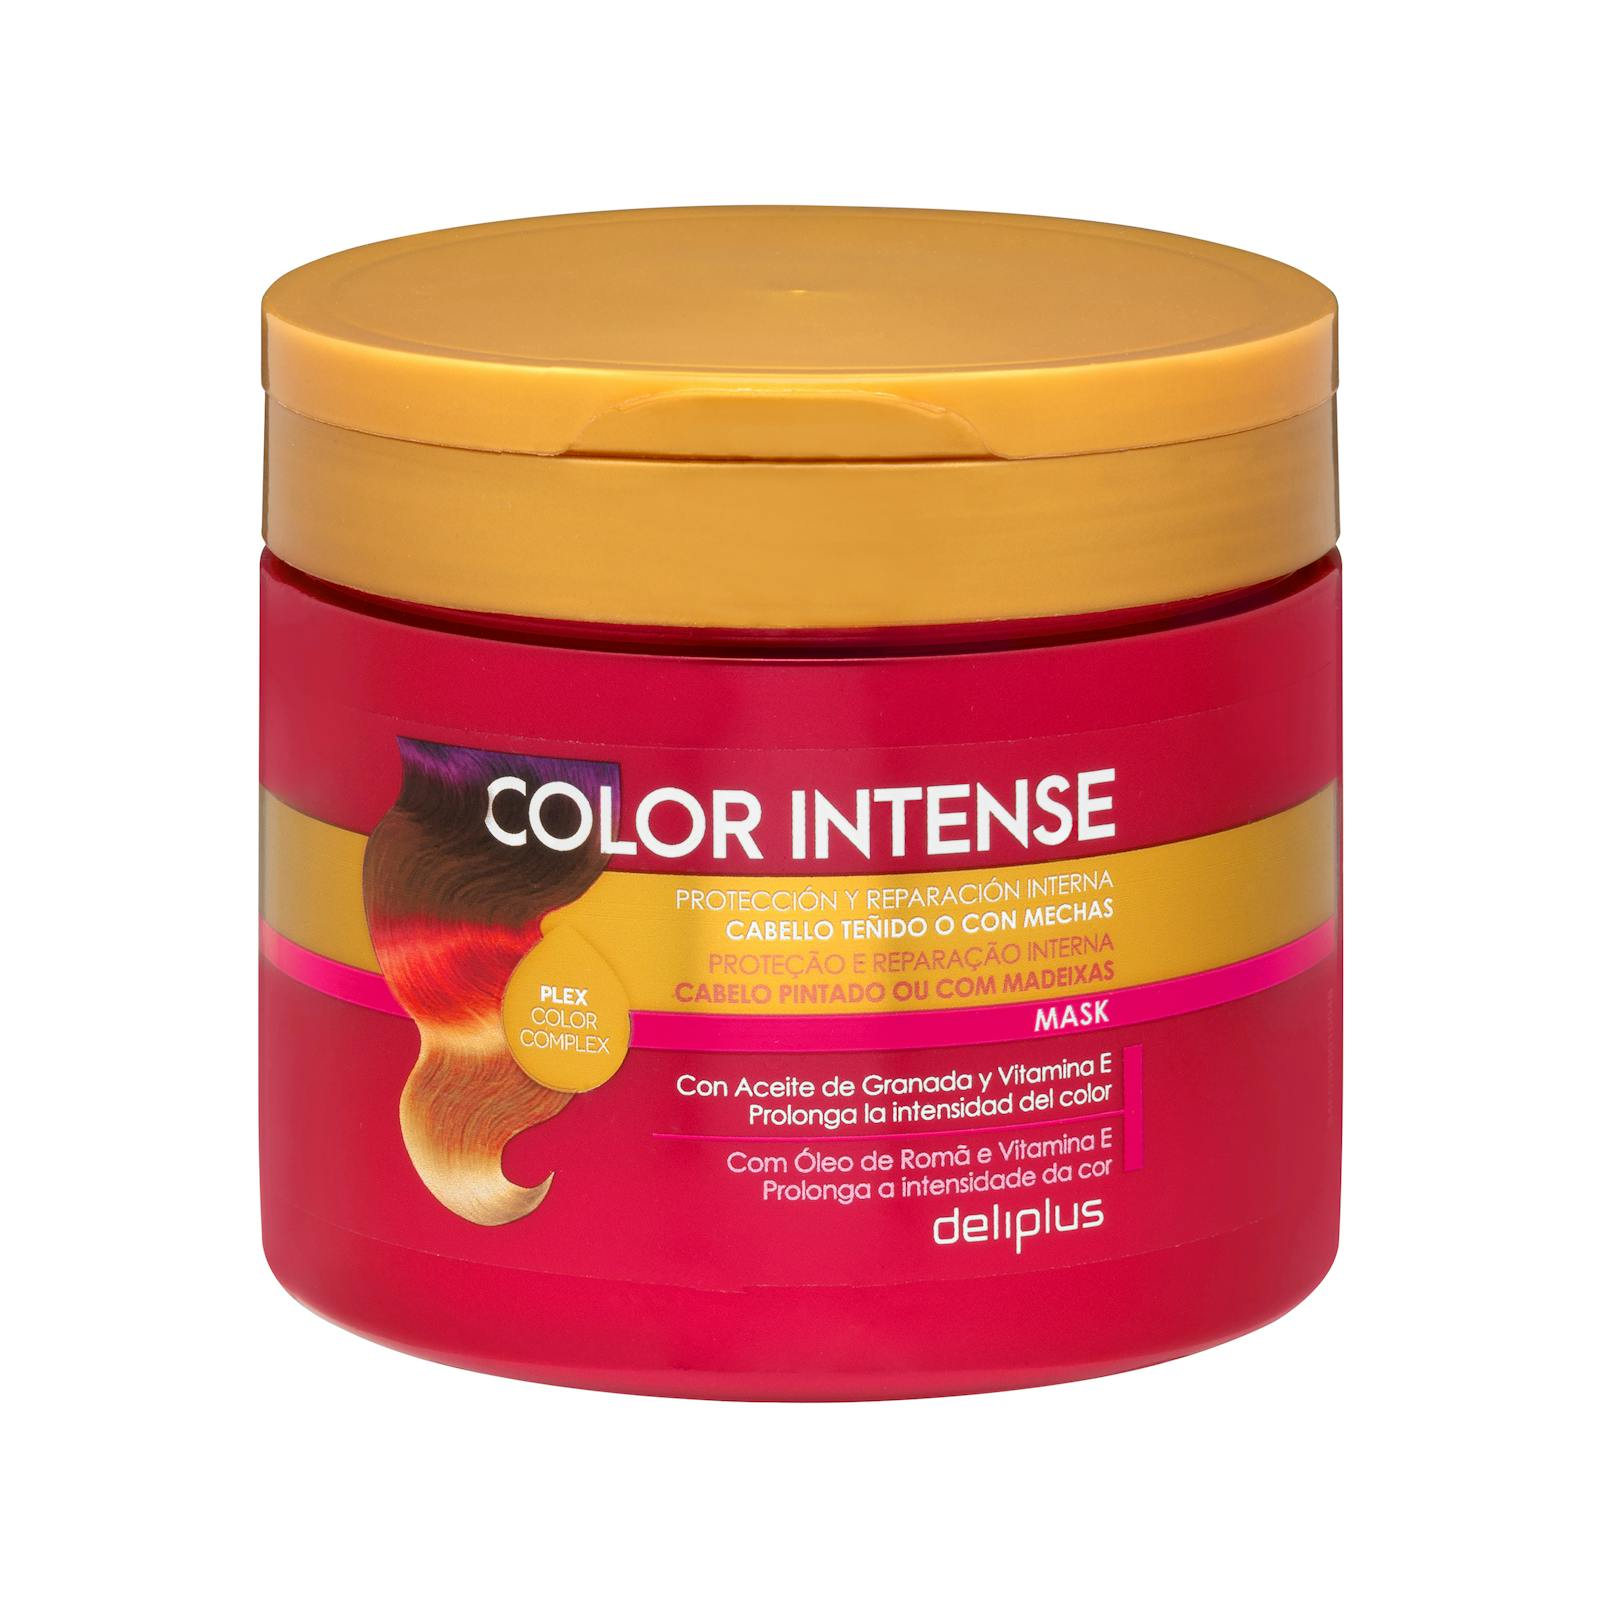 COLOR INTENSE
PROTECCIÓN Y REPARACIÓN INTERNA
CABELLO TEÑIDO O CON MECHAS
PROTEÇÃO E REPARAÇÃO INTERNA
CABELO PINTADO OU COM MADEIXAS
MASK
PLEX
COLOR
COMPLEX
Con Aceite de Granada y Vitamina E
Prolonga la intensidad del color
Com Óleo de Romã e Vitamina E
Prolonga a intensidade da cor
deliplus